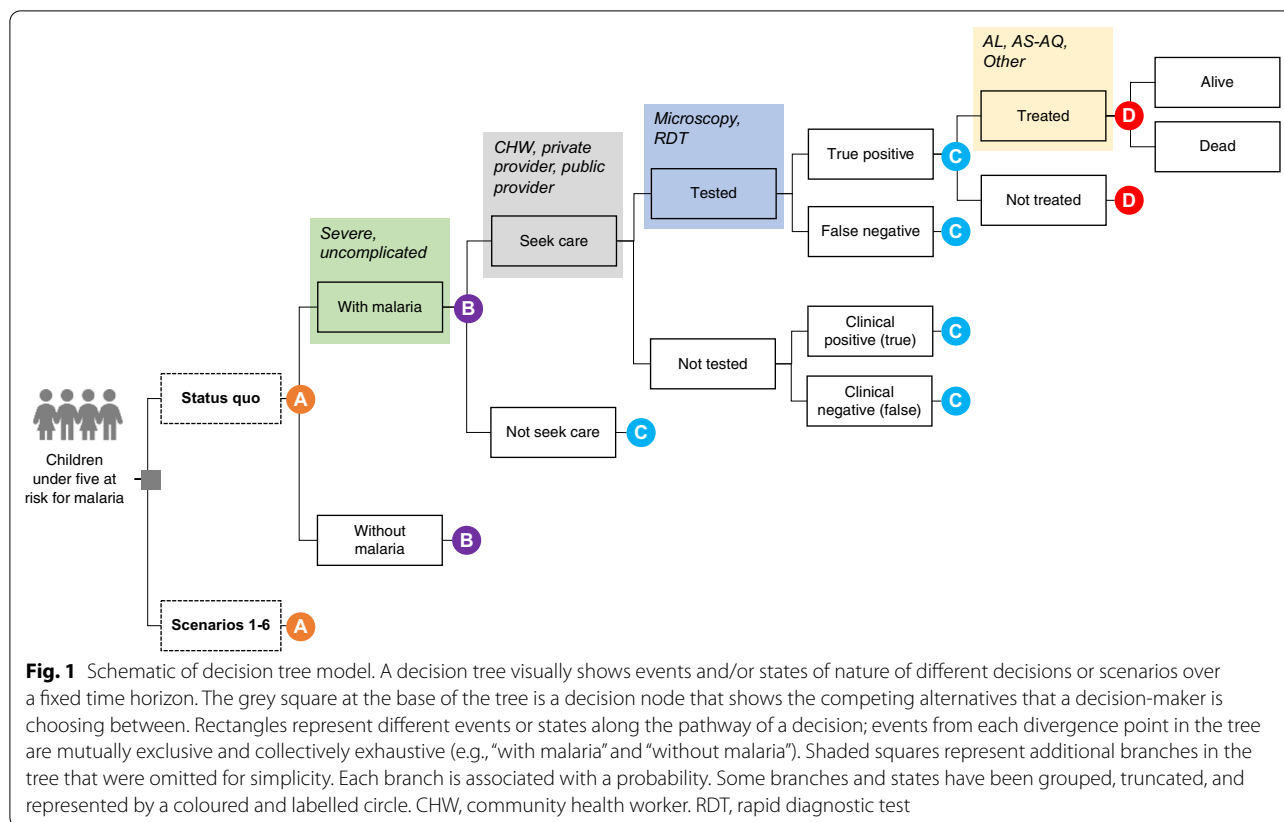 AL, AS-AQ,
Other
Treated
D
Alive
Dead
Microscopy,
RDT
Tested
True positive
C
Not treated
D
False negative
C
CHW, private
provider, public
provider
Seek care
Severe,
uncomplicated
With malaria
B
Not tested
Clinical
positive (true)
C
Clinical
negative (false)
C
Status quo
A
Not seek care
C
Children
under five at
risk for malaria
Without
malaria
B
Scenarios 1-6
A
Fig. 1 Schematic of decision tree model. A decision tree visually shows events and/or states of nature of different decisions or scenarios over
a fixed time horizon. The grey square at the base of the tree is a decision node that shows the competing alternatives that a decision-maker is
choosing between. Rectangles represent different events or states along the pathway of a decision; events from each divergence point in the tree
are mutually exclusive and collectively exhaustive (e.g., “with malaria” and “without malaria”). Shaded squares represent additional branches in the
tree that were omitted for simplicity. Each branch is associated with a probability. Some branches and states have been grouped, truncated, and
represented by a coloured and labelled circle. CHW, community health worker. RDT, rapid diagnostic test